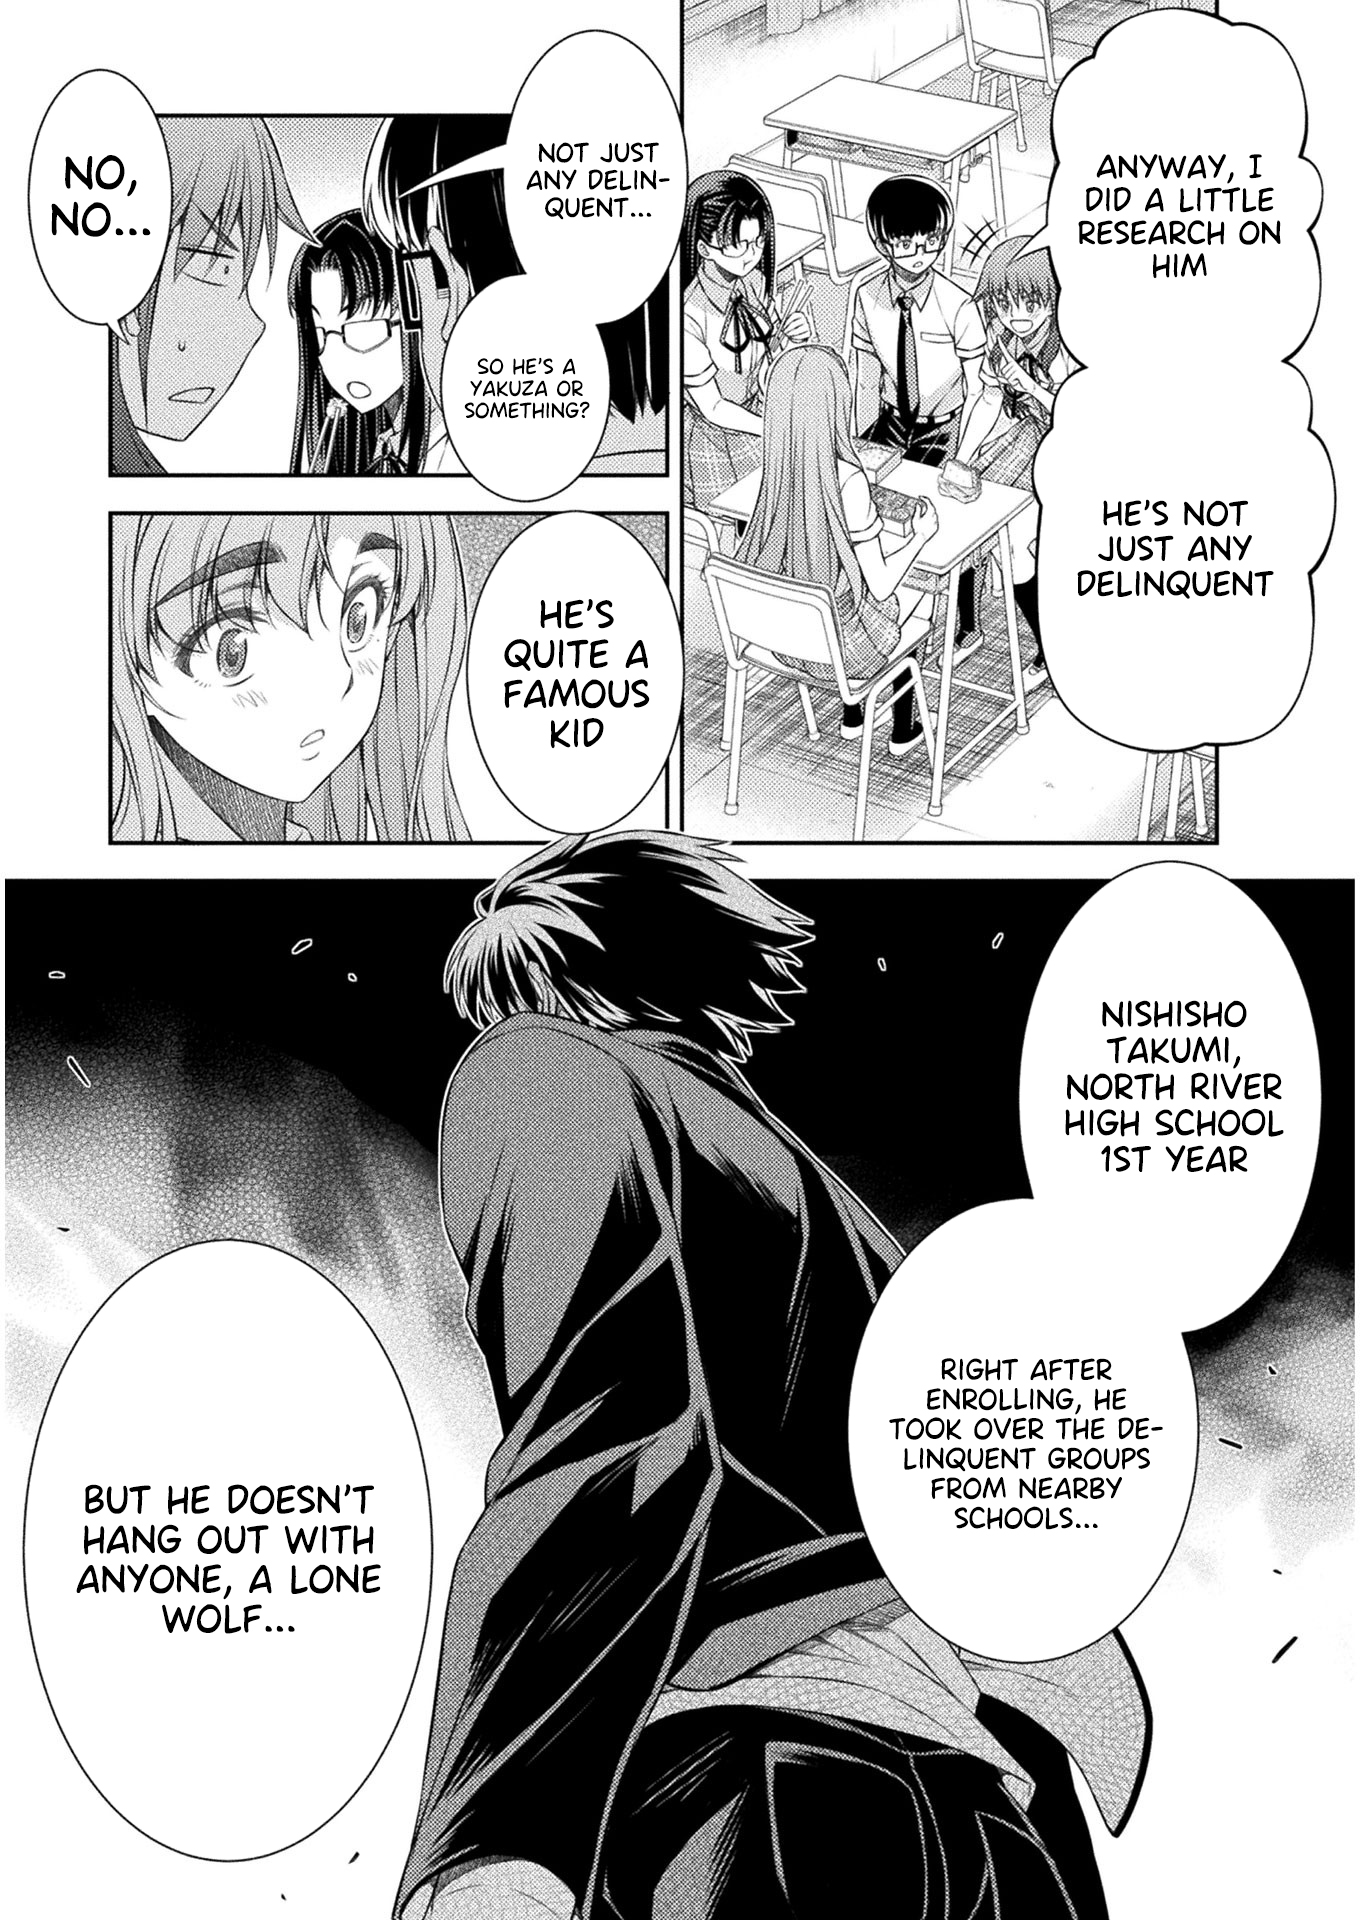 ANYWAY, I
DID A LITTLE
RESEARCH ON
HIM
HE'S NOT
JUST ANY
DELINQUENT
NOT JUST
ANY DELIN-
QUENT...
SO HE'S A
YAKUZA OR
SOMETHING?
NO,
NO...
HE'S
QUITE A
FAMOUS
KID
NISHISHO
TAKUMI,
NORTH RIVER
HIGH SCHOOL
1ST YEAR
RIGHT AFTER
ENROLLING, HE
TOOK OVER THE DE-
LINQUENT GROUPS
FROM NEARBY
SCHOOLS...
BUT HE DOESN'T
HANG OUT WITH
ANYONE, A LONE
WOLF...